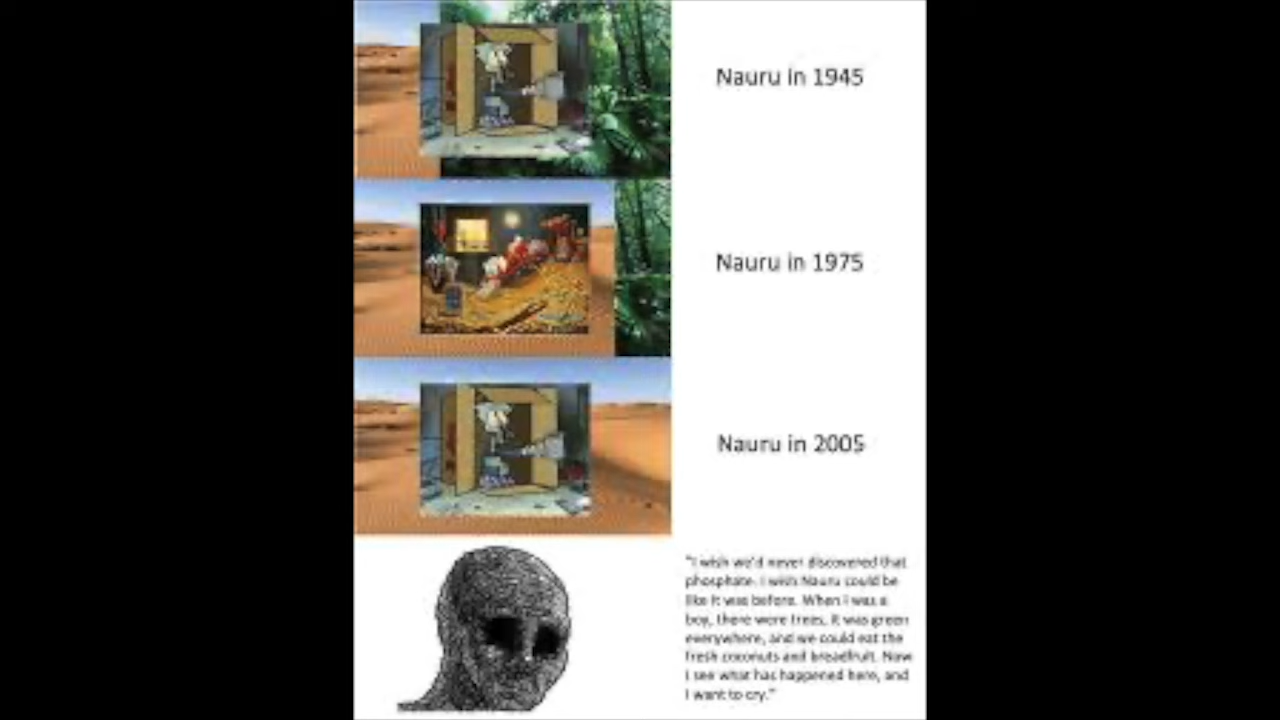 Nauru in 1945
Nauru in 1975
Nauru in 2005
"I wish we'd never discovered that
phosphate. I wish Nauru could be
like it was before. When I was a
boy, there were trees. It was green
everywhere, and we could eat the
fresh coconuts and breadfruit. Now
I see what has happened here, and
I want to cry."